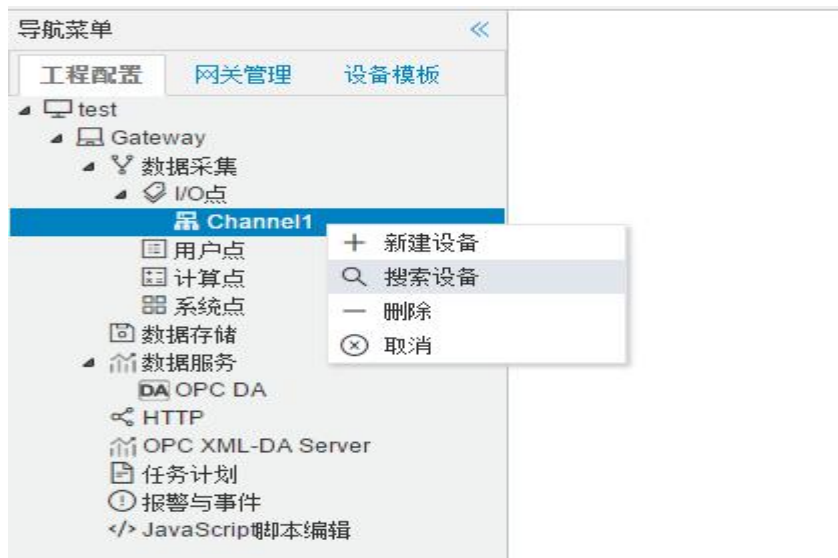 导航菜单
工程配置 网关管理 设备模板
test
Gateway
数据采集
I/O点
Channel1
新建设备
用户点
搜索设备
计算点
删除
系统点
取消
数据存储
数据服务
DA OPC DA
HTTP
OPC XML-DA Server
任务计划
报警与事件
JavaScript脚本编辑